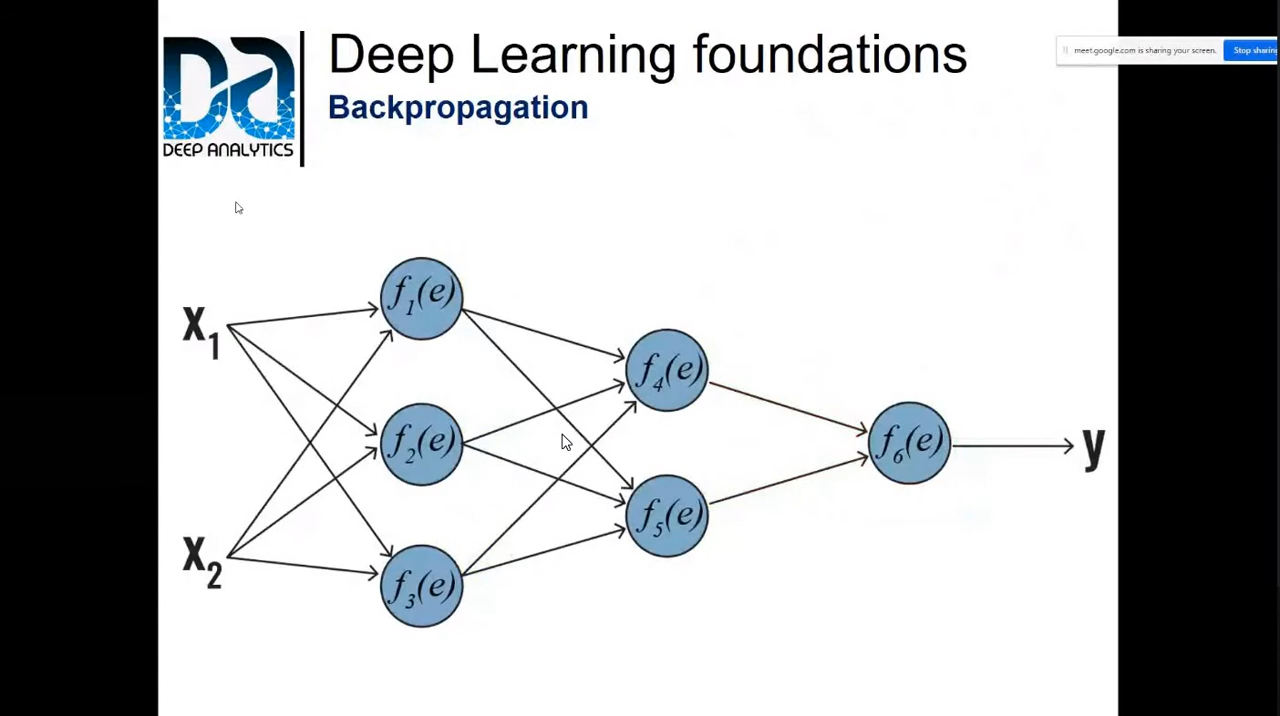 Deep Learning foundations
Backpropagation
DA
DEEP ANALYTICS
meet.google.com is sharing your screen.
Stop sharing
x1
x2
f1(e)
f2(e)
f3(e)
f4(e)
f5(e)
f6(e)
y